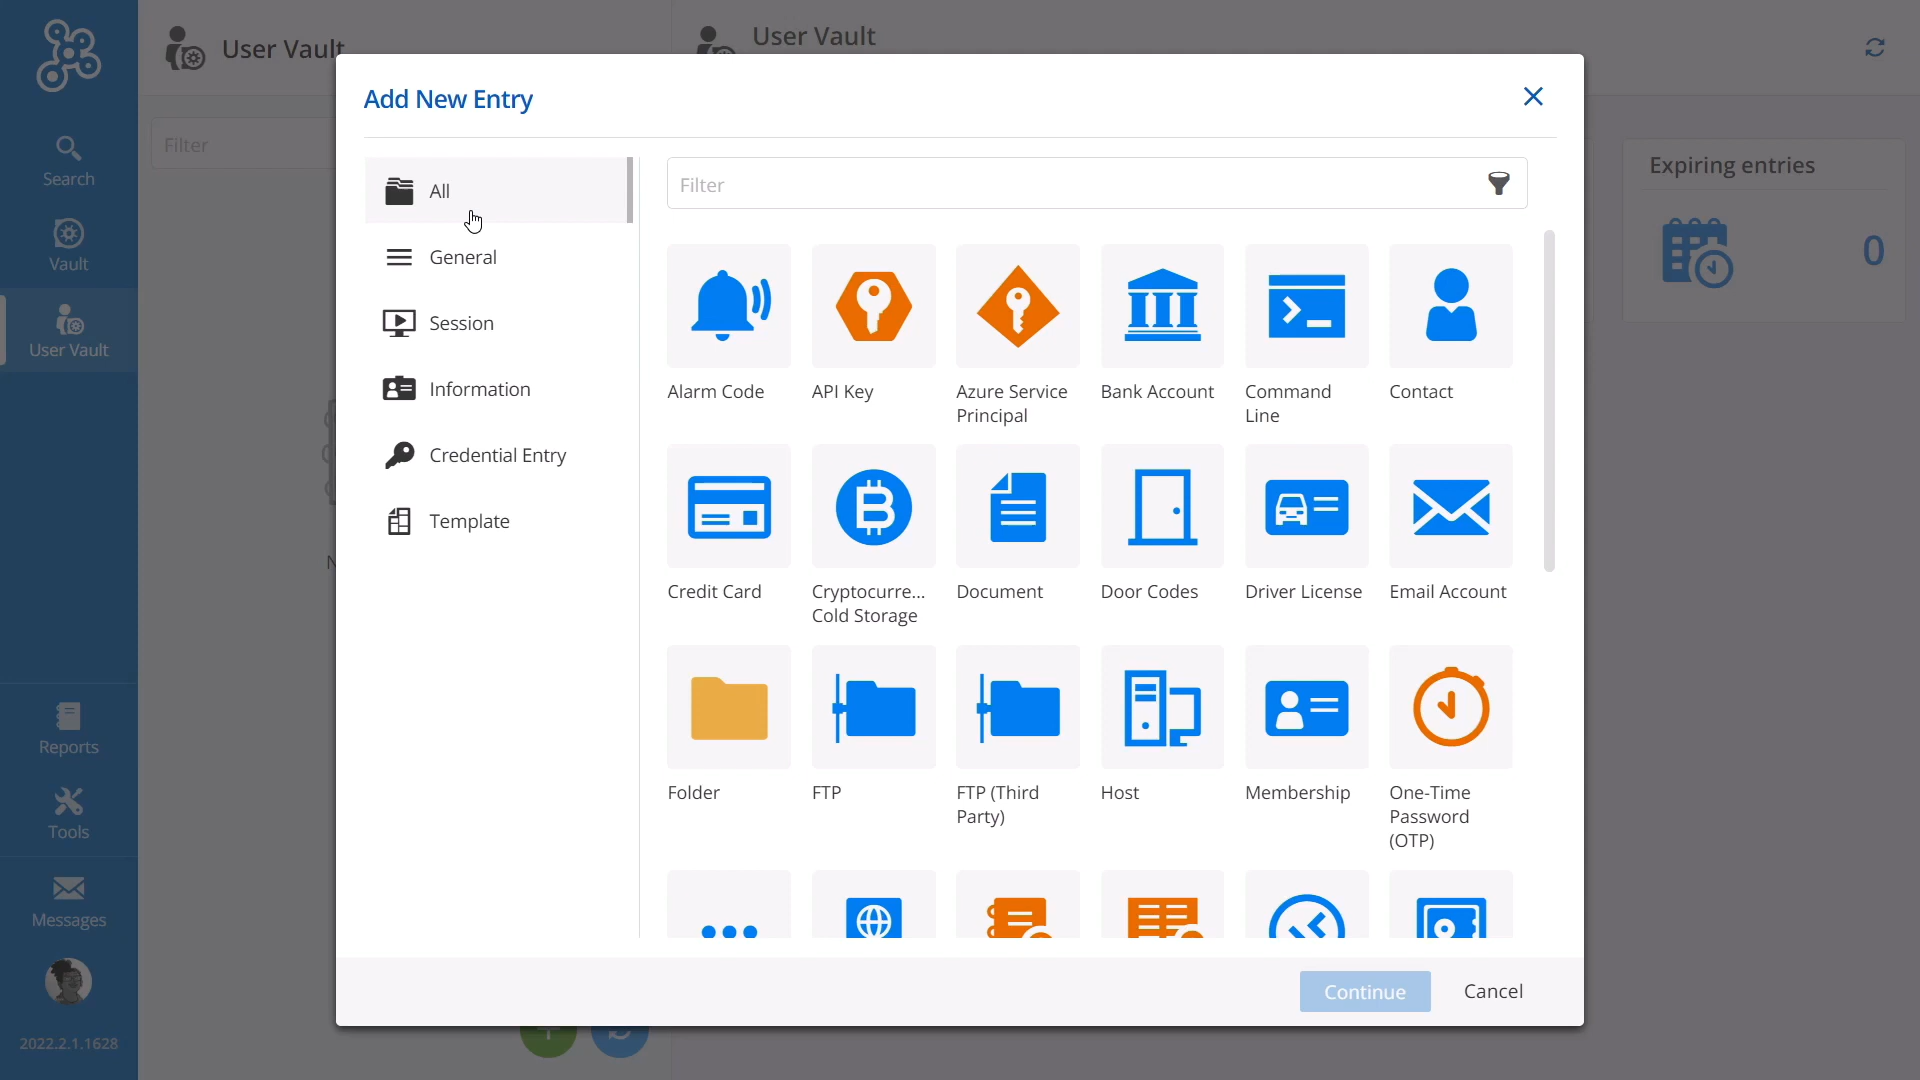 User Vault
User Vault
Search
Vault
User Vault
Reports
Tools
Messages
2022.2.1.1628
Filter
Expiring entries
0
Add New Entry
All
General
Session
Information
Credential Entry
Template
Filter
Alarm Code
API Key
Azure Service
Principal
Bank Account
Command
Line
Contact
Credit Card
Cryptocurre...
Cold Storage
Document
Door Codes
Driver License
Email Account
Folder
FTP
FTP (Third
Party)
Host
Membership
One-Time
Password
(OTP)
Continue
Cancel